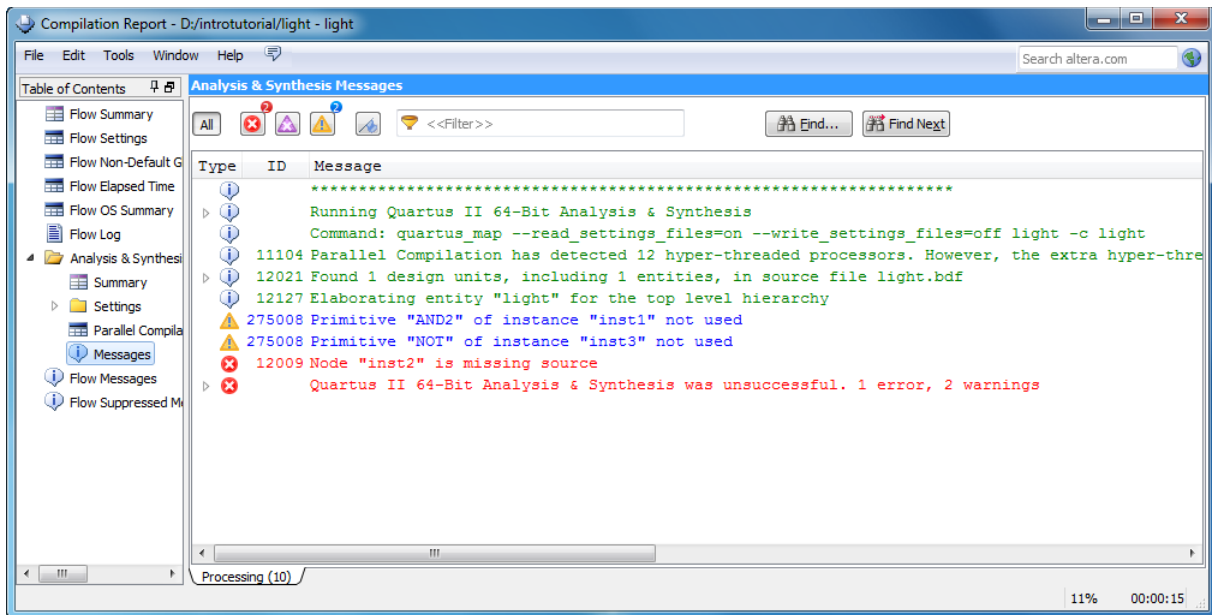 Compilation Report - D:/introtutorial/light - light
File Edit Tools Window Help
Search altera.com
Table of Contents
Flow Summary
Flow Settings
Flow Non-Default G
Flow Elapsed Time
Flow OS Summary
Flow Log
Analysis & Synthesi
Summary
Settings
Parallel Compila
Messages
Flow Messages
Flow Suppressed Me
Analysis & Synthesis Messages
All 2 2 <<Filter>> Find... Find Next
Type ID Message
********************************************************************
Running Quartus II 64-Bit Analysis & Synthesis
Command: quartus_map --read_settings_files=on --write_settings_files=off light -c light
11104 Parallel Compilation has detected 12 hyper-threaded processors. However, the extra hyper-thre
12021 Found 1 design units, including 1 entities, in source file light.bdf
12127 Elaborating entity "light" for the top level hierarchy
275008 Primitive "AND2" of instance "inst1" not used
275008 Primitive "NOT" of instance "inst3" not used
12009 Node "inst2" is missing source
Quartus II 64-Bit Analysis & Synthesis was unsuccessful. 1 error, 2 warnings
Processing (10)
11% 00:00:15